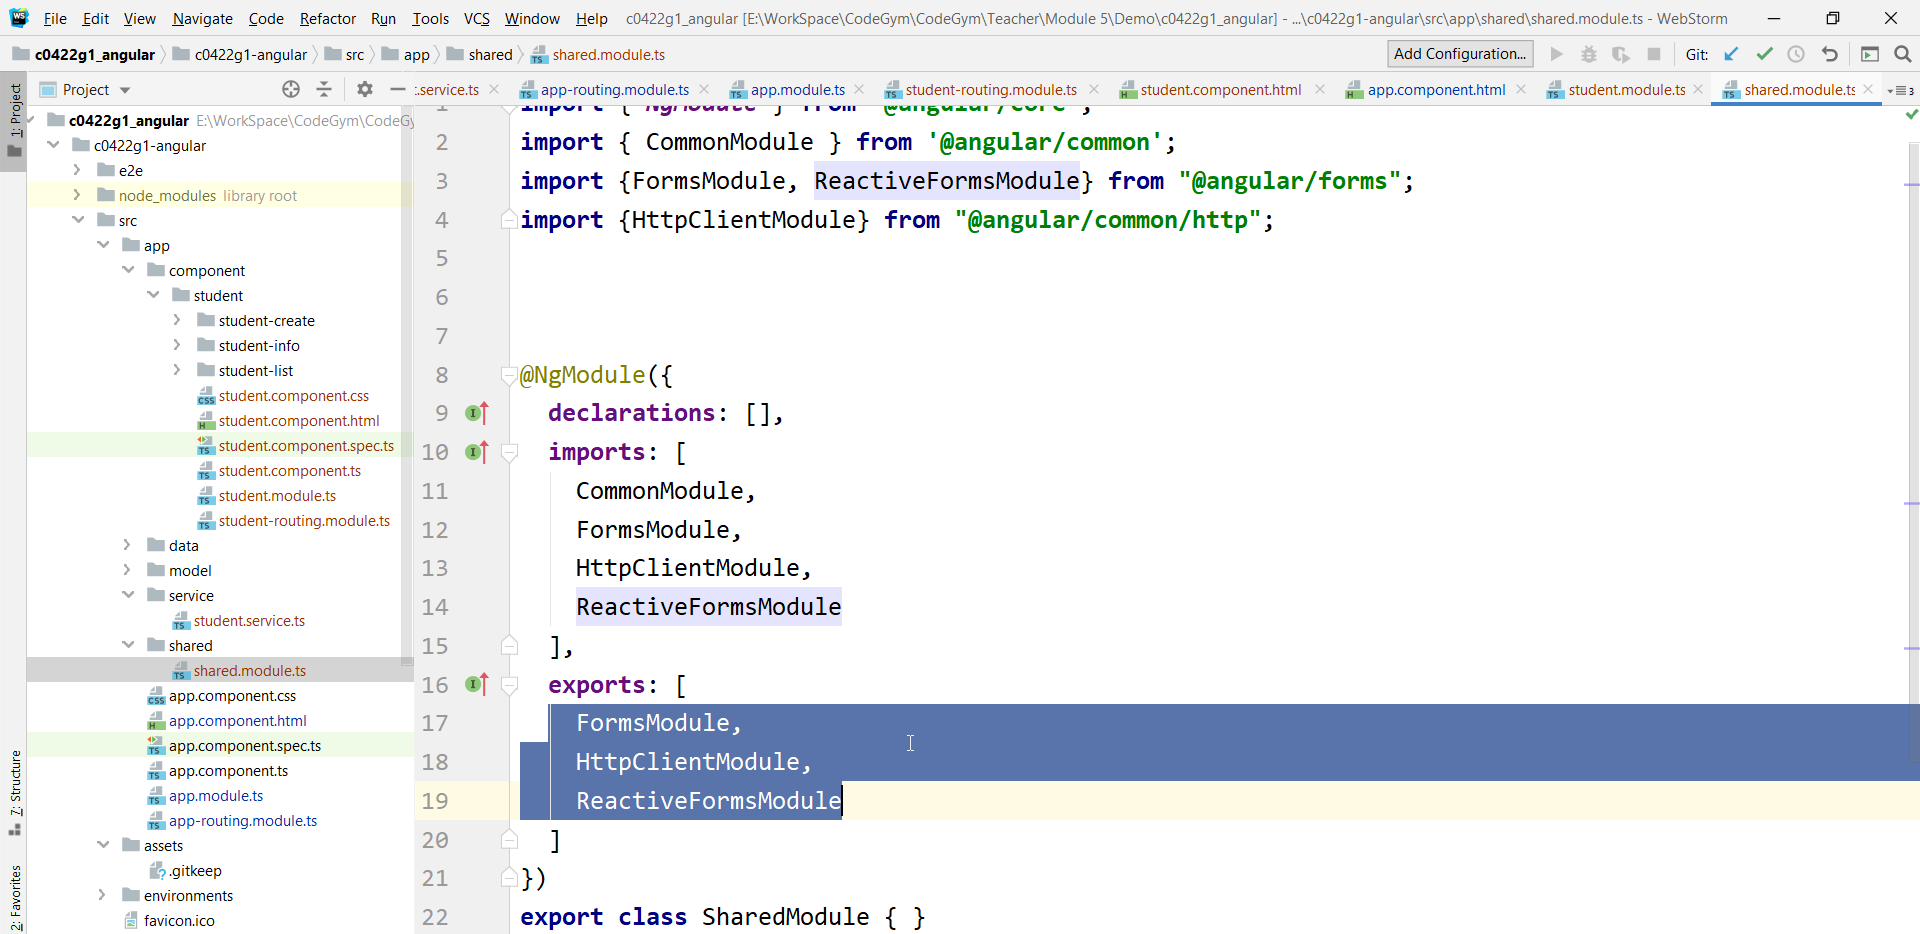 File Edit View Navigate Code Refactor Run Tools VCS Window Help c0422g1_angular [E:\WorkSpace\CodeGym\CodeGym\Teacher\Module 5\Demo\c0422g1_angular] - ...\c0422g1-angular\src\app\shared\shared.module.ts - WebStorm
c0422g1_angular c0422g1-angular src app shared shared.module.ts Add Configuration... Git:
Project .service.ts app-routing.module.ts app.module.ts student-routing.module.ts student.component.html app.component.html student.module.ts shared.module.ts 3
1: Project
7: Structure
2: Favorites
c0422g1_angular E:\WorkSpace\CodeGym\CodeGy
c0422g1-angular
e2e
node_modules library root
src
app
component
student
student-create
student-info
student-list
student.component.css
student.component.html
student.component.spec.ts
student.component.ts
student.module.ts
student-routing.module.ts
data
model
service
student.service.ts
shared
shared.module.ts
app.component.css
app.component.html
app.component.spec.ts
app.component.ts
app.module.ts
app-routing.module.ts
assets
.gitkeep
environments
favicon.ico
1 import { NgModule } from '@angular/core';
2 import { CommonModule } from '@angular/common';
3 import {FormsModule, ReactiveFormsModule} from "@angular/forms";
4 import {HttpClientModule} from "@angular/common/http";
5
6
7
8 @NgModule({
9 declarations: [],
10 imports: [
11 CommonModule,
12 FormsModule,
13 HttpClientModule,
14 ReactiveFormsModule
15 ],
16 exports: [
17 FormsModule,
18 HttpClientModule,
19 ReactiveFormsModule
20 ]
21 })
22 export class SharedModule { }